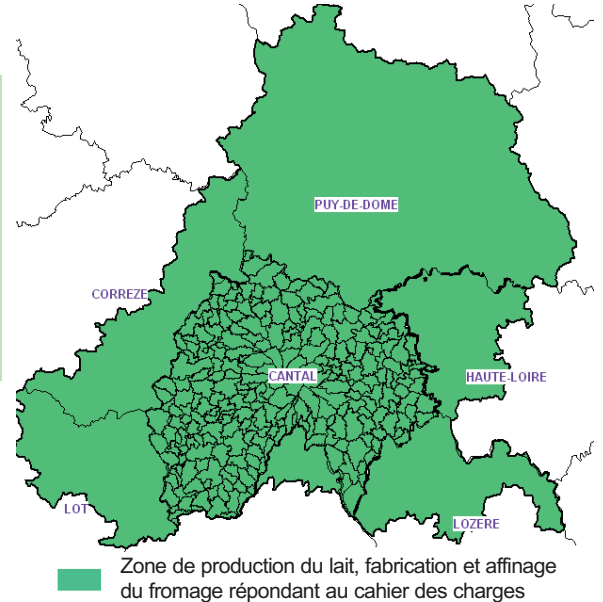 PUY-DE-DOME
CORREZE
CANTAL
HAUTE-LOIRE
LOT
LOZERE
Zone de production du lait, fabrication et affinage
du fromage répondant au cahier des charges